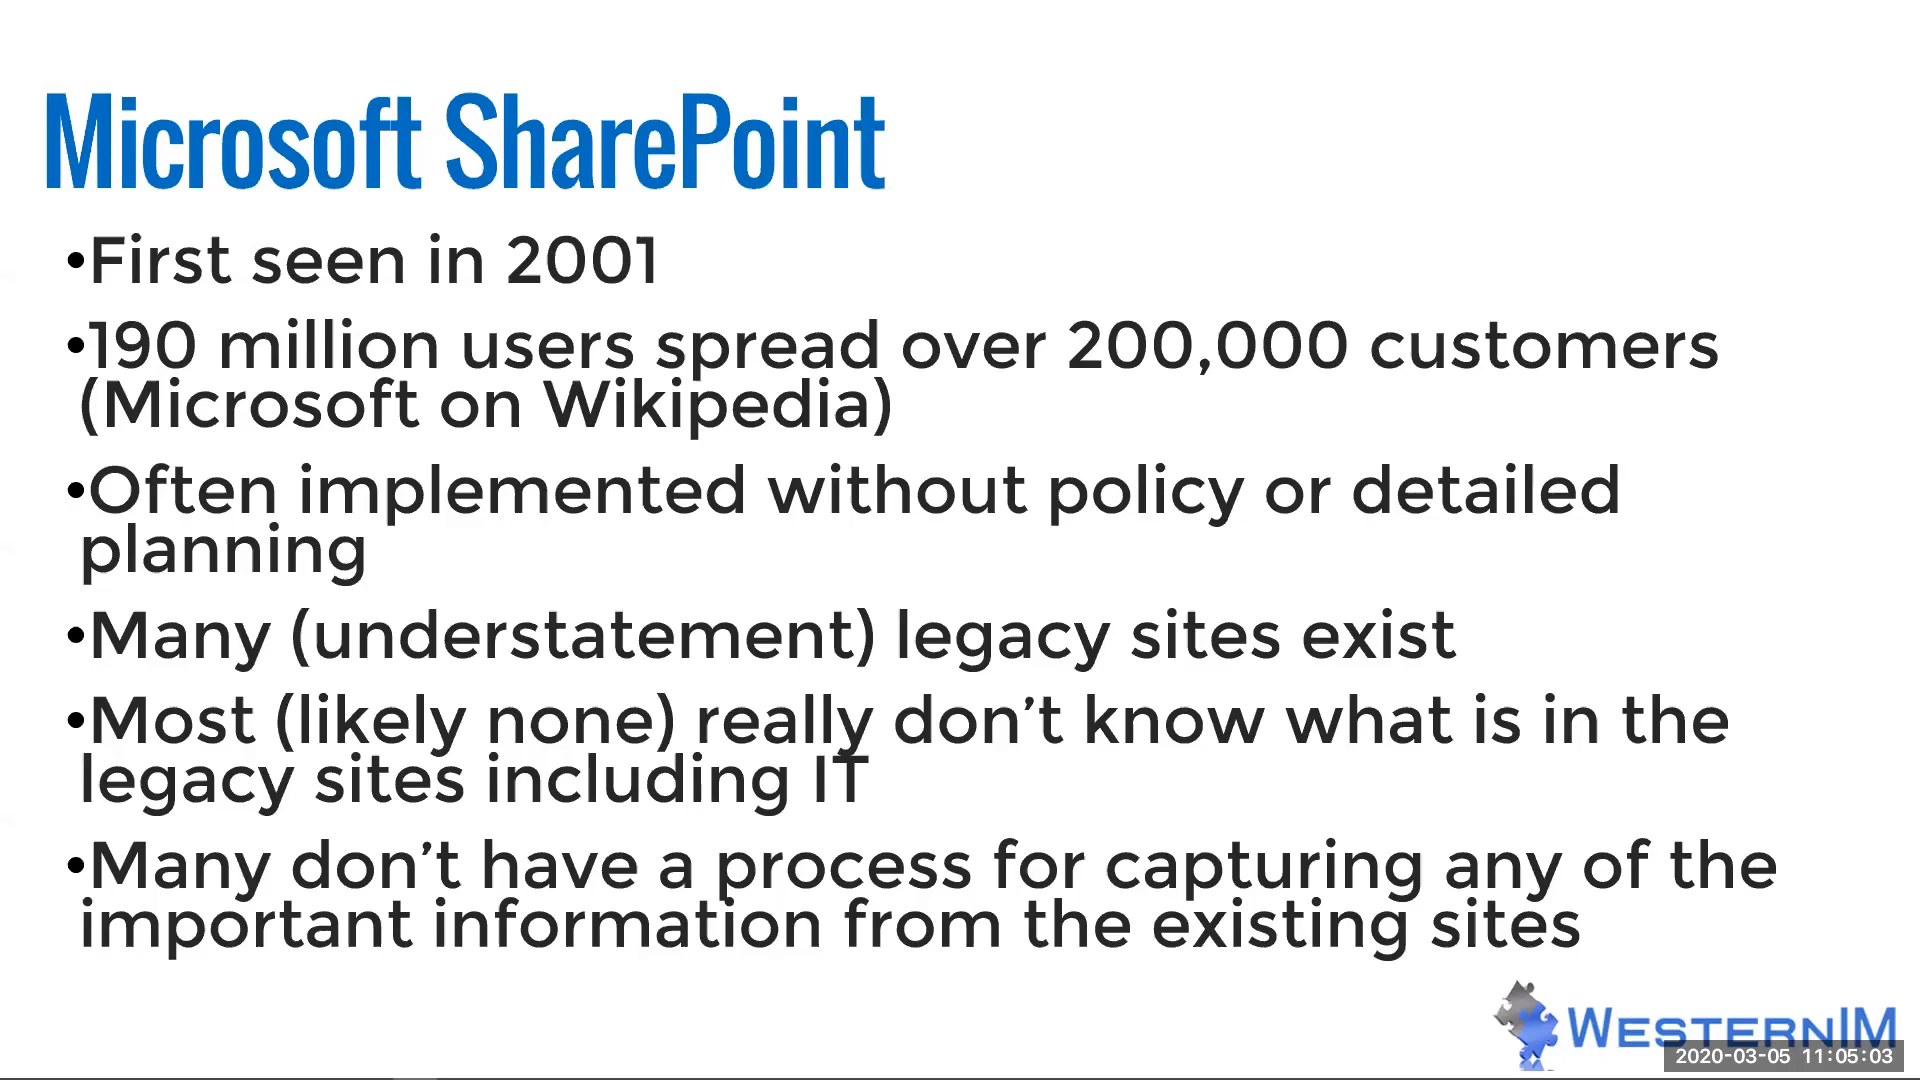 Microsoft SharePoint
•First seen in 2001
•190 million users spread over 200,000 customers
(Microsoft on Wikipedia)
•Often implemented without policy or detailed
planning
•Many (understatement) legacy sites exist
•Most (likely none) really don’t know what is in the
legacy sites including IT
•Many don’t have a process for capturing any of the
important information from the existing sites
WESTERNIM
2020-03-05 11:05:03